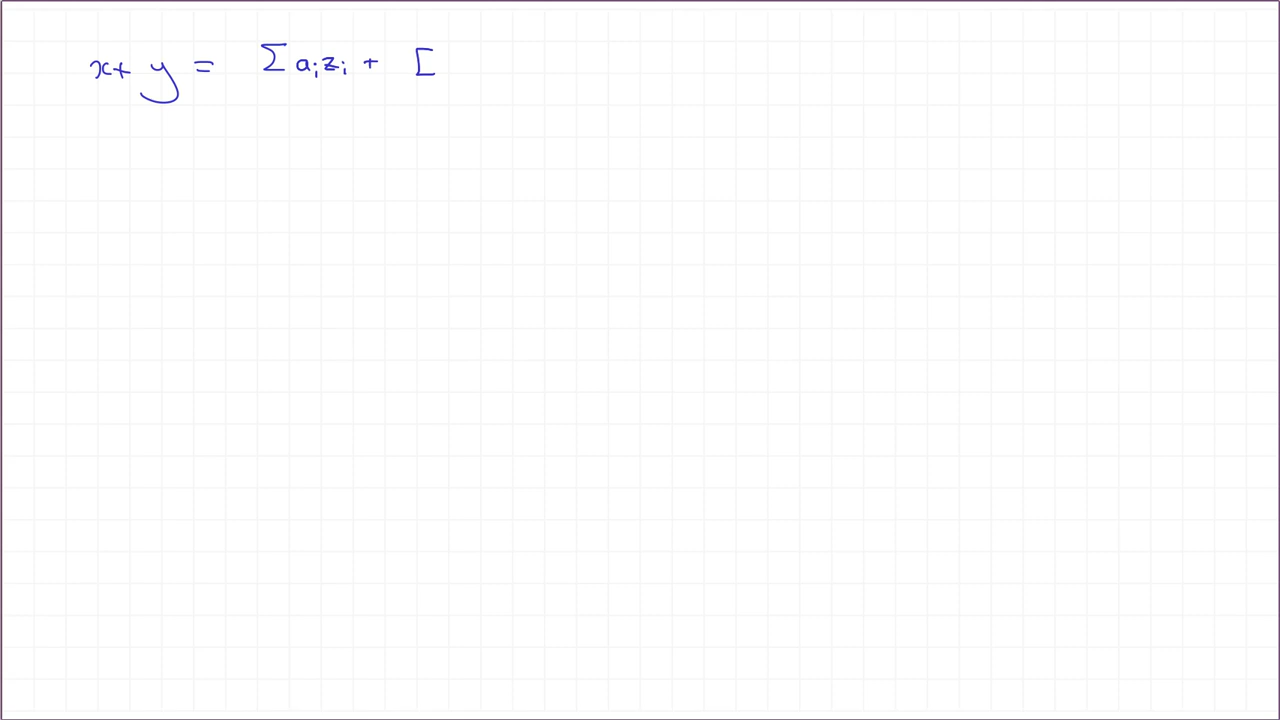 x + y = Σ aᵢzᵢ + [